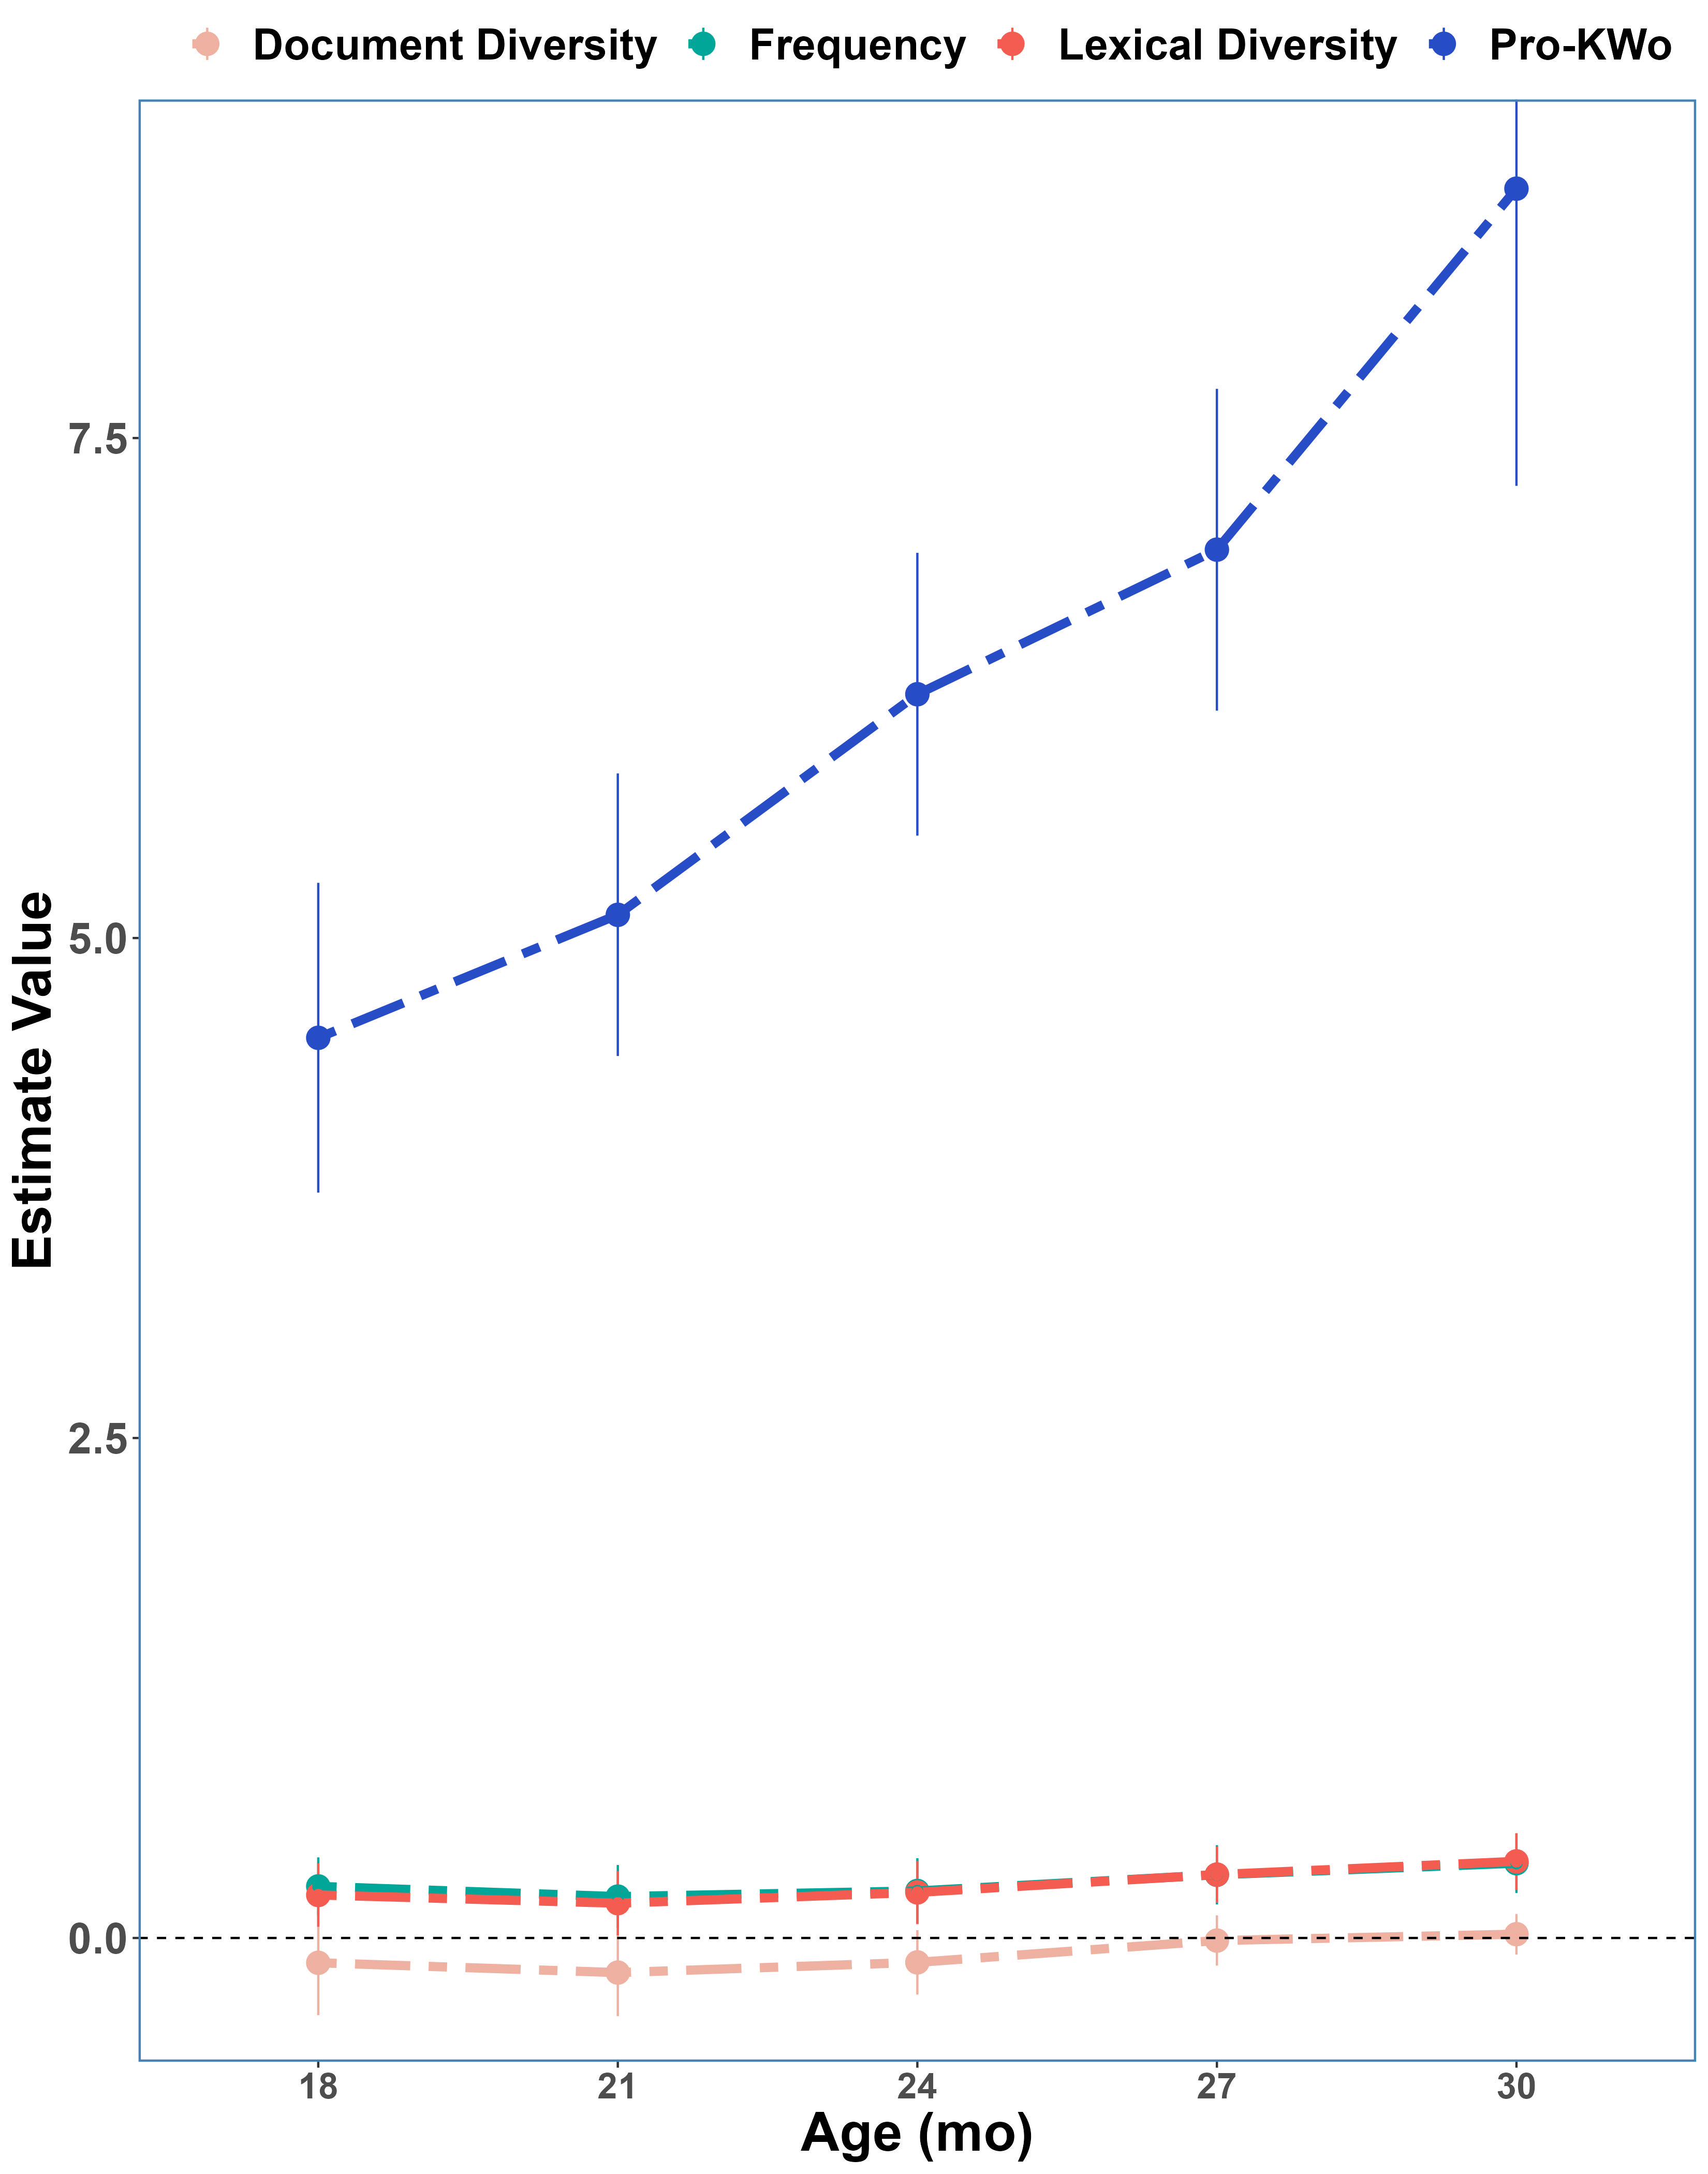 Document Diversity Frequency Lexical Diversity Pro-KWo
7.5
5.0
2.5
0.0
Estimate Value
18 21 24 27 30
Age (mo)